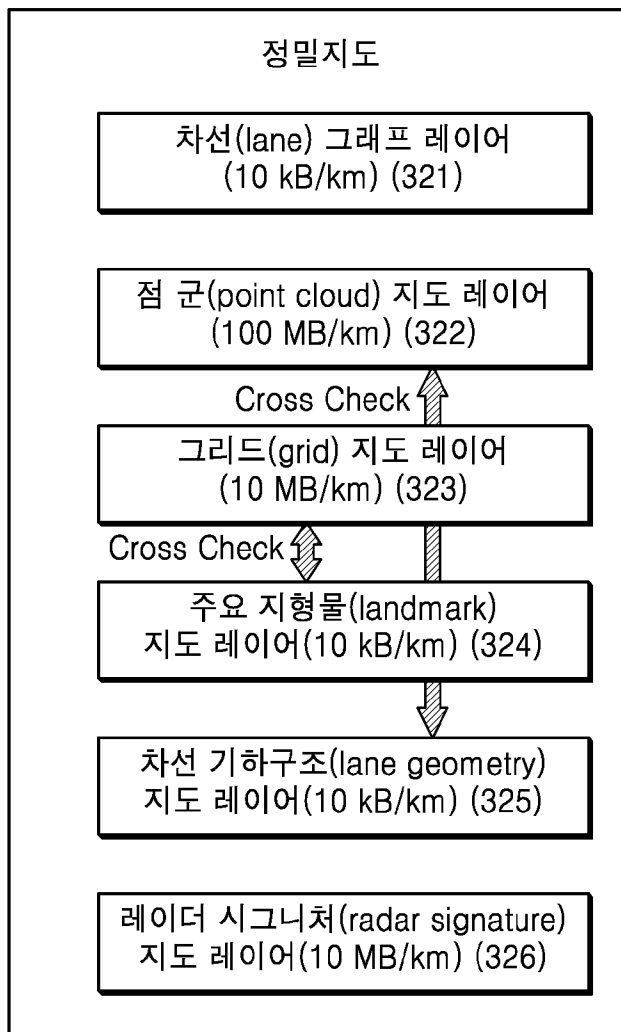 정밀지도
차선(lane) 그래프 레이어
(10 kB/km) (321)
점 군(point cloud) 지도 레이어
(100 MB/km) (322)
Cross Check
그리드(grid) 지도 레이어
(10 MB/km) (323)
Cross Check
주요 지형물(landmark)
지도 레이어(10 kB/km) (324)
차선 기하구조(lane geometry)
지도 레이어(10 kB/km) (325)
레이더 시그니처(radar signature)
지도 레이어(10 MB/km) (326)